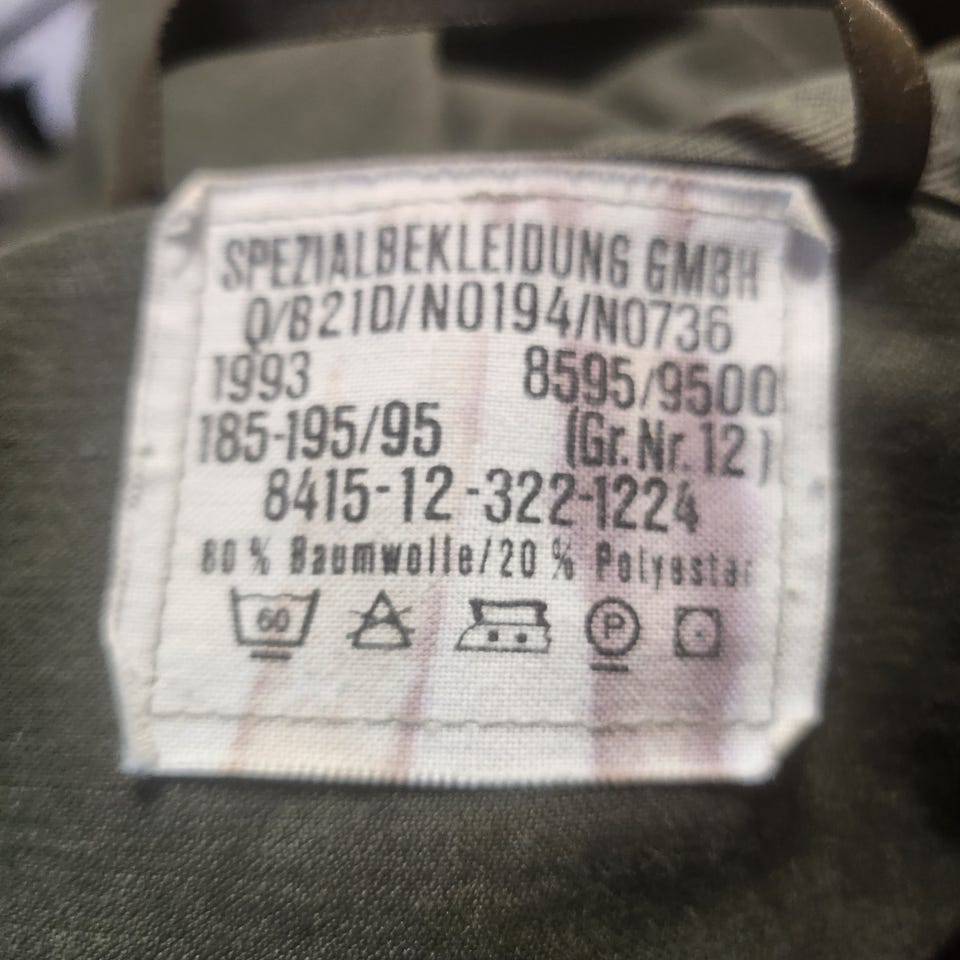 SPEZIALBEKLEIDUNG GMBH
Q/B21D/N0194/N0736
1993 8595/9500
185-195/95 (Gr.Nr.12)
8415-12-322-1224
80 % Baumwolle/20 % Polyester
60 P